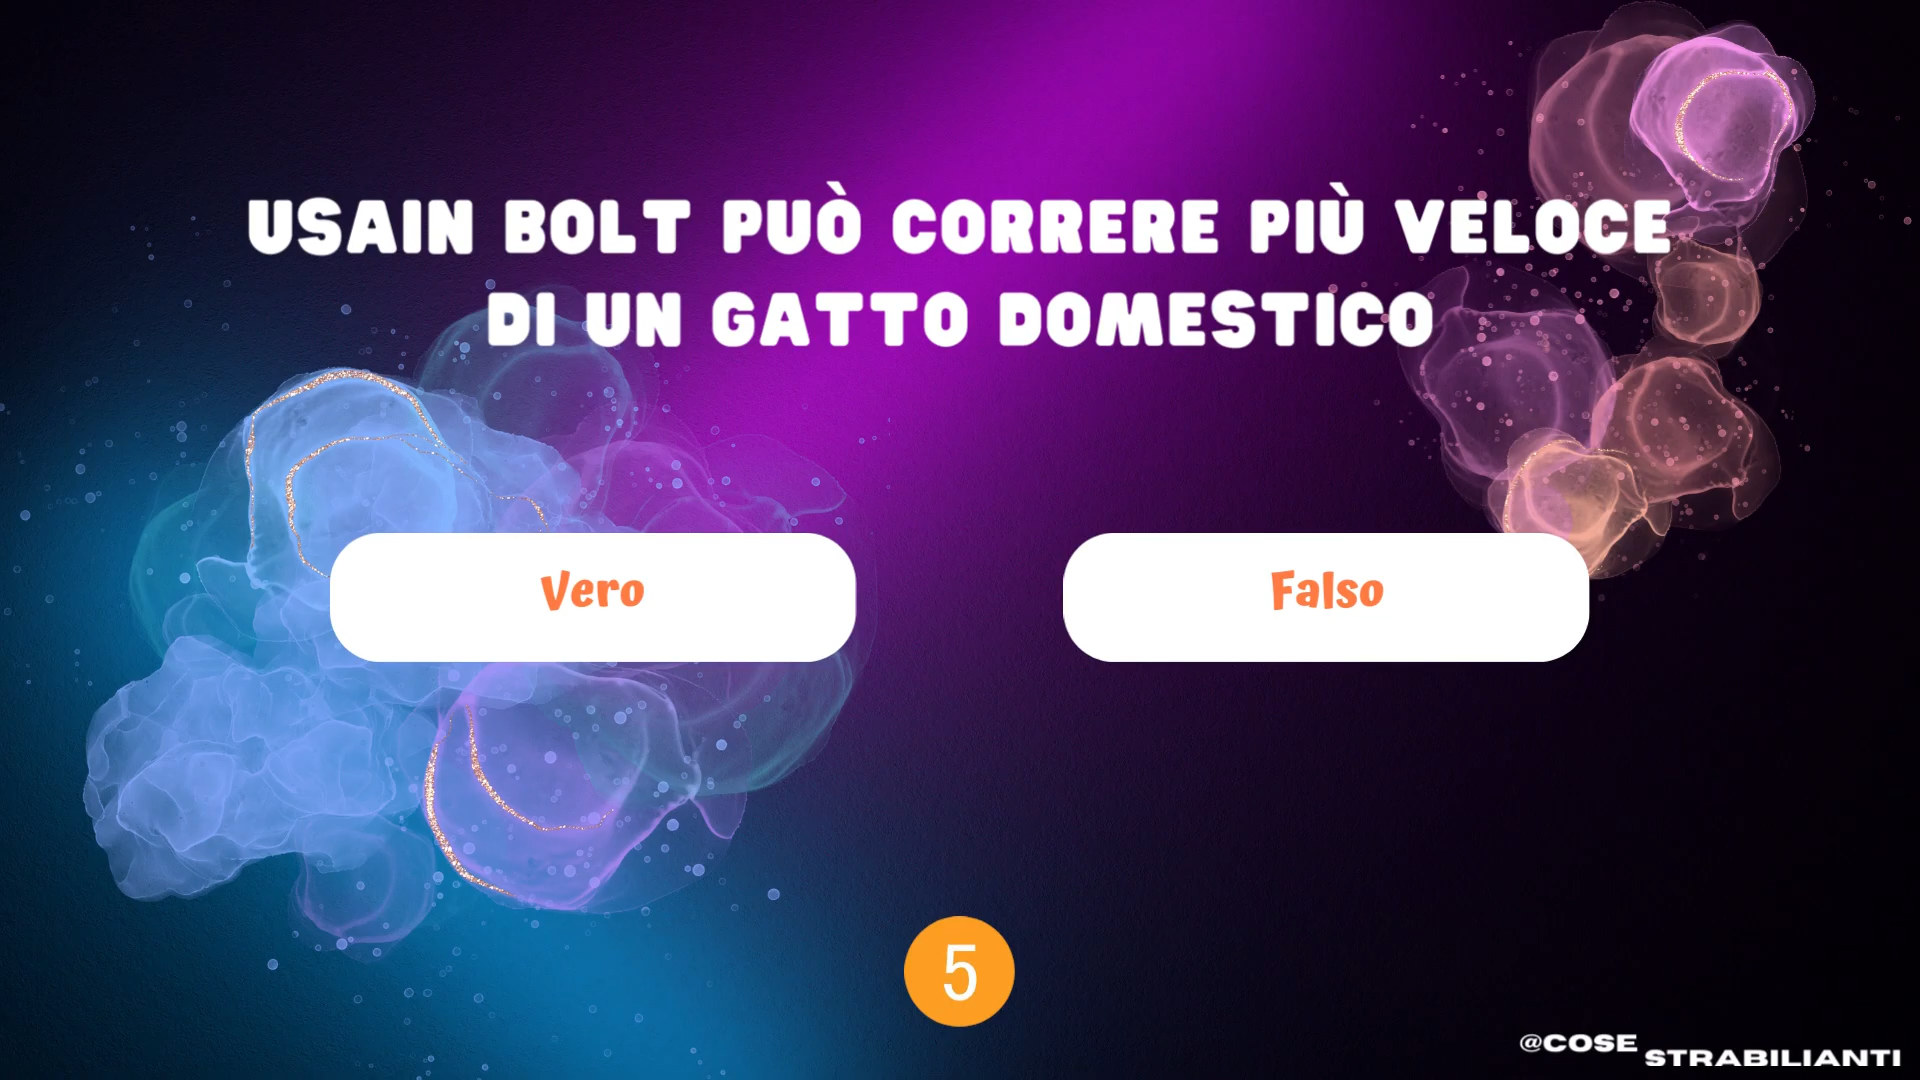 USAIN BOLT PUÒ CORRERE PIÙ VELOCE
DI UN GATTO DOMESTICO
Vero
Falso
5
@COSE
STRABILIANTI